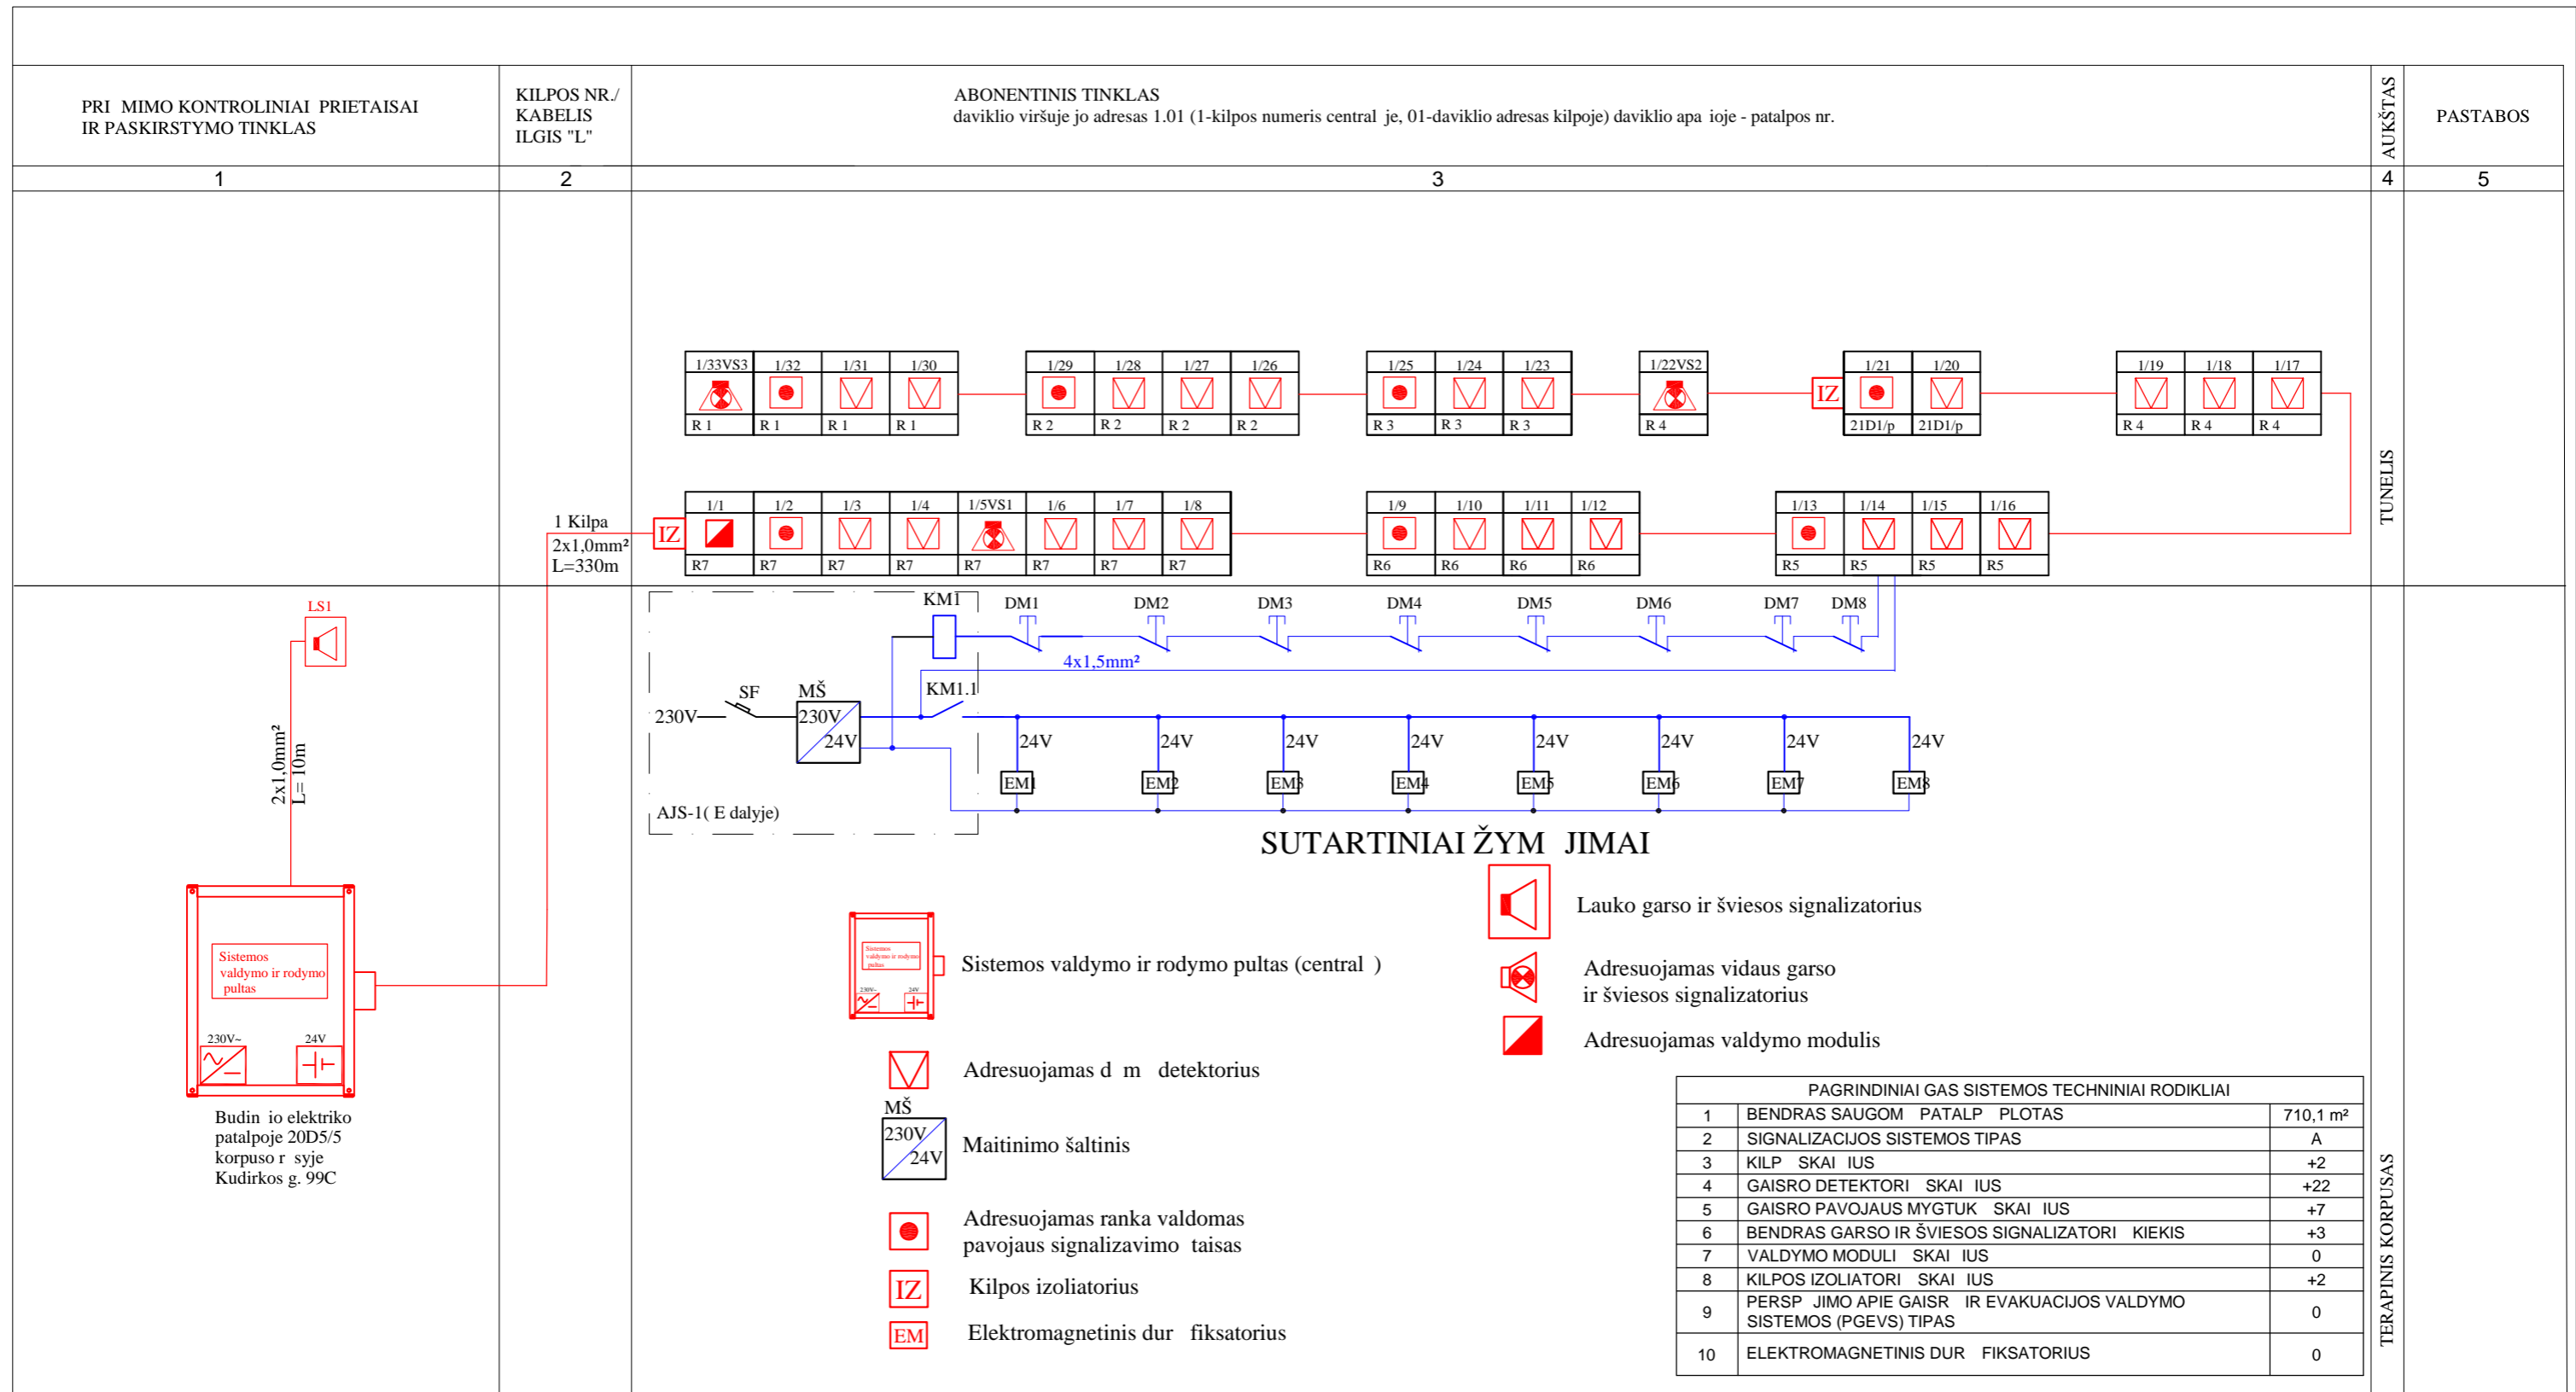 PRI MIMO KONTROLINIAI PRIETAISAI
IR PASKIRSTYMO TINKLAS
KILPOS NR./
KABELIS
ILGIS "L"
ABONENTINIS TINKLAS
daviklio viršuje jo adresas 1.01 (1-kilpos numeris central je, 01-daviklio adresas kilpoje) daviklio apa ioje - patalpos nr.
AUKŠTAS
PASTABOS
1 2 3 4 5
1/33VS3 1/32 1/31 1/30 1/29 1/28 1/27 1/26 1/25 1/24 1/23 1/22VS2 1/21 1/20 1/19 1/18 1/17
IZ
R 1 R 1 R 1 R 1 R 2 R 2 R 2 R 2 R 3 R 3 R 3 R 4 21D1/p 21D1/p R 4 R 4 R 4
TUNELIS
1 Kilpa
2x1,0mm²
L=330m
1/1 1/2 1/3 1/4 1/5VS1 1/6 1/7 1/8 1/9 1/10 1/11 1/12 1/13 1/14 1/15 1/16
IZ
R7 R7 R7 R7 R7 R7 R7 R7 R6 R6 R6 R6 R5 R5 R5 R5
LS1
2x1,0mm²
L= 10m
KM1 DM1 DM2 DM3 DM4 DM5 DM6 DM7 DM8
4x1,5mm²
SF MŠ KM1.1
230V 230V
24V 24V 24V 24V 24V 24V 24V 24V 24V
EM1 EM2 EM3 EM4 EM5 EM6 EM7 EM8
AJS-1( E dalyje)
Sistemos
valdymo ir rodymo
pultas
230V~ 24V
Budin io elektriko
patalpoje 20D5/5
korpuso r syje
Kudirkos g. 99C
SUTARTINIAI ŽYM JIMAI
Sistemos
valdymo ir rodymo
pultas
230V~ 24V
Sistemos valdymo ir rodymo pultas (central )
Adresuojamas d m detektorius
MŠ
230V
24V
Maitinimo šaltinis
Adresuojamas ranka valdomas
pavojaus signalizavimo taisas
IZ Kilpos izoliatorius
EM Elektromagnetinis dur fiksatorius
Lauko garso ir šviesos signalizatorius
Adresuojamas vidaus garso
ir šviesos signalizatorius
Adresuojamas valdymo modulis
PAGRINDINIAI GAS SISTEMOS TECHNINIAI RODIKLIAI
1 BENDRAS SAUGOM PATALP PLOTAS 710,1 m²
2 SIGNALIZACIJOS SISTEMOS TIPAS A
3 KILP SKAI IUS +2
4 GAISRO DETEKTORI SKAI IUS +22
5 GAISRO PAVOJAUS MYGTUK SKAI IUS +7
6 BENDRAS GARSO IR ŠVIESOS SIGNALIZATORI KIEKIS +3
7 VALDYMO MODULI SKAI IUS 0
8 KILPOS IZOLIATORI SKAI IUS +2
9 PERSP JIMO APIE GAISR IR EVAKUACIJOS VALDYMO
SISTEMOS (PGEVS) TIPAS 0
10 ELEKTROMAGNETINIS DUR FIKSATORIUS 0
TERAPINIS KORPUSAS